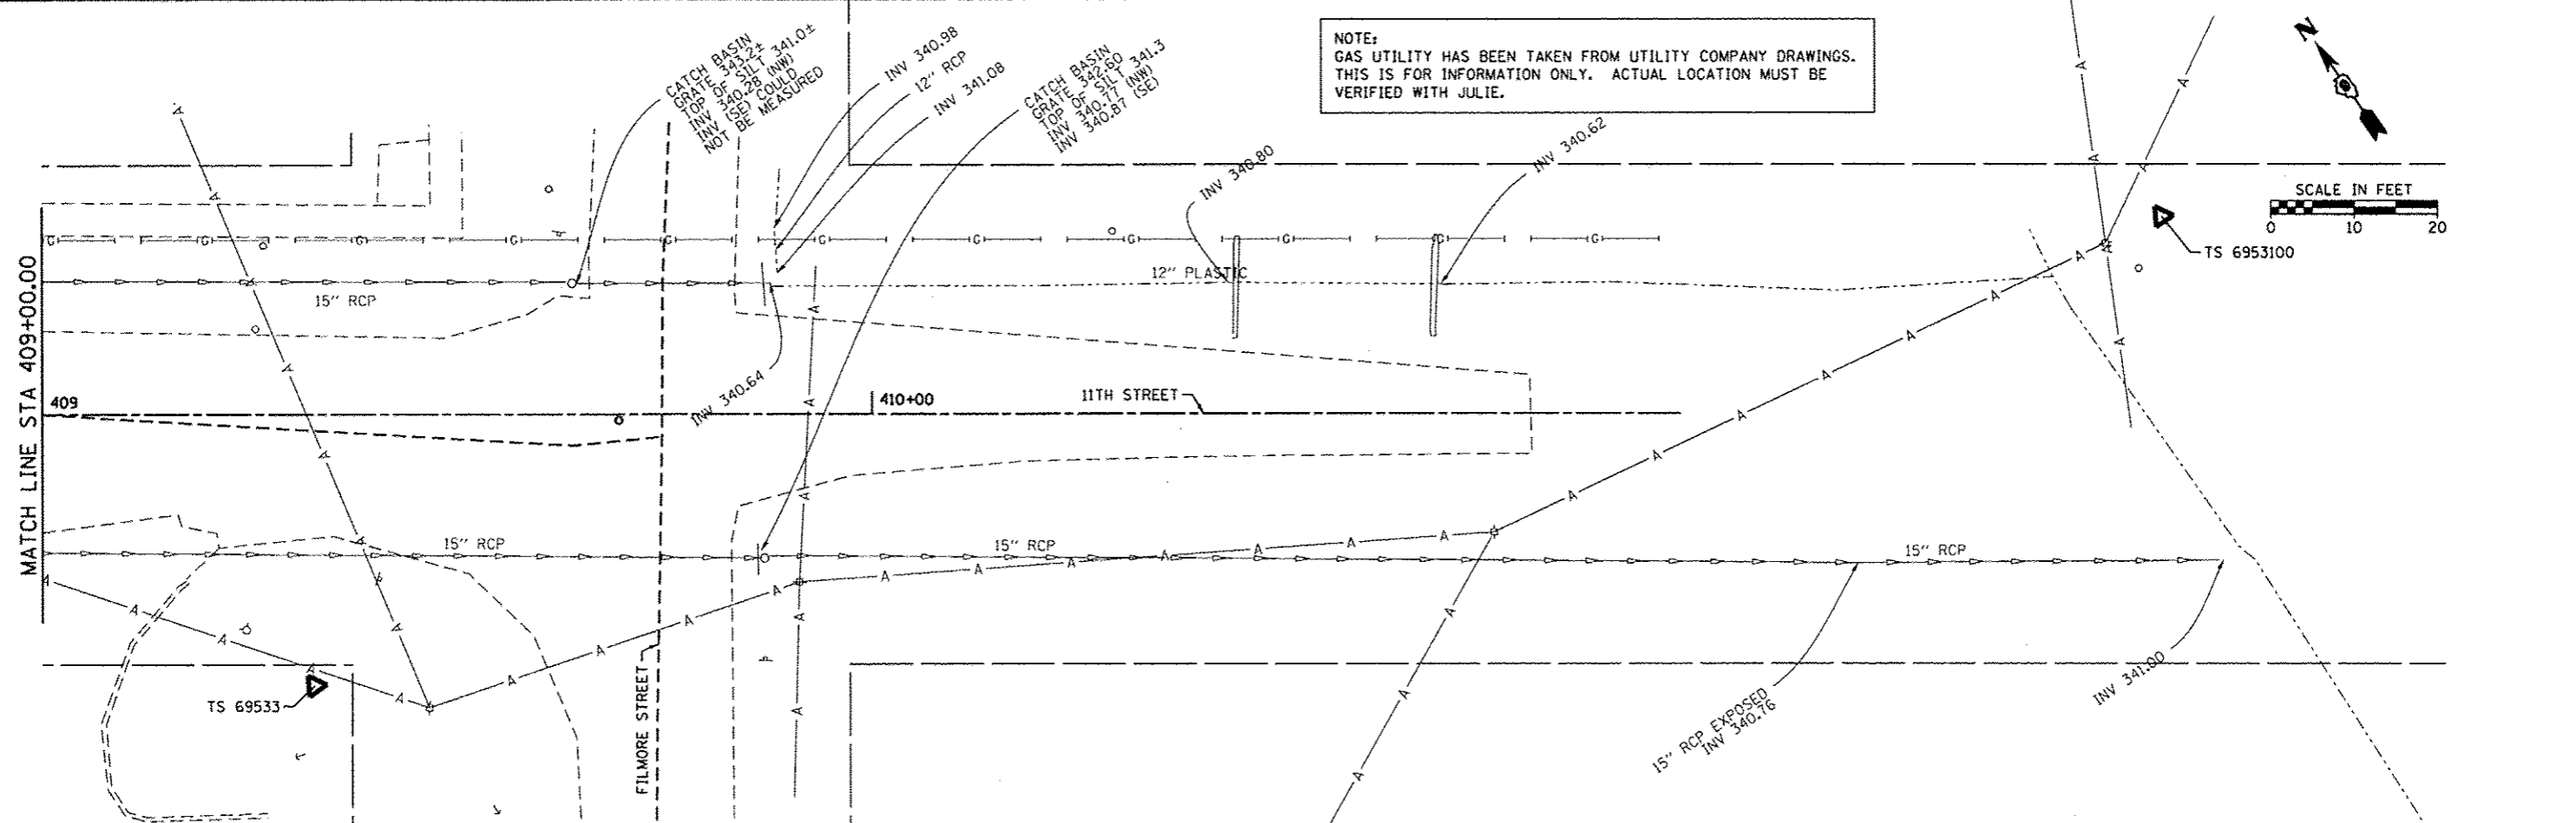 CATCH BASIN
GRATE 343.2±
TOP OF SILT 341.0±
INV 340.28 (NW)
INV (SE) COULD
NOT BE MEASURED
INV 340.98
12" RCP
INV 341.08
CATCH BASIN
GRATE 342.60
TOP OF SILT 341.3
INV 340.77 (NW)
INV 340.87 (SE)
NOTE:
GAS UTILITY HAS BEEN TAKEN FROM UTILITY COMPANY DRAWINGS.
THIS IS FOR INFORMATION ONLY. ACTUAL LOCATION MUST BE
VERIFIED WITH JULIE.
N
INV 340.80
INV 340.62
SCALE IN FEET
0 10 20
TS 6953100
12" PLASTIC
15" RCP
MATCH LINE STA 409+00.00
INV 340.64
409
410+00
11TH STREET
15" RCP
15" RCP
15" RCP
TS 69533
FILMORE STREET
15" RCP EXPOSED
INV 340.76
INV 341.00